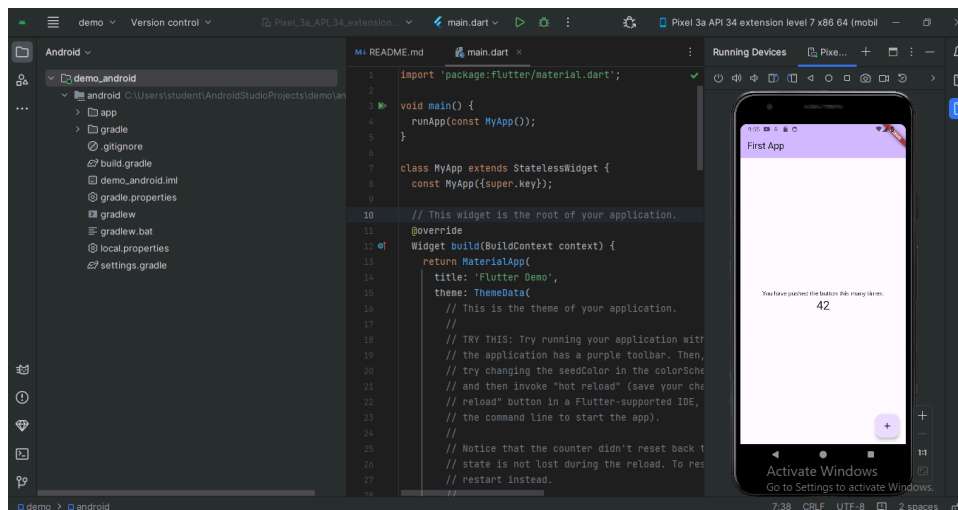 demo Version control Pixel_3a_API_34_extension... main.dart Pixel 3a API 34 extension level 7 x86 64 (mobil
Android
demo_android
android C:\Users\student\AndroidStudioProjects\demo\an
app
gradle
.gitignore
build.gradle
demo_android.iml
gradle.properties
gradlew
gradlew.bat
local.properties
settings.gradle
README.md main.dart
1 import 'package:flutter/material.dart';
2
3 void main() {
4 runApp(const MyApp());
5 }
6
7 class MyApp extends StatelessWidget {
8 const MyApp({super.key});
9
10 // This widget is the root of your application.
11 @override
12 Widget build(BuildContext context) {
13 return MaterialApp(
14 title: 'Flutter Demo',
15 theme: ThemeData(
16 // This is the theme of your application.
17 //
18 // TRY THIS: Try running your application with
19 // the application has a purple toolbar. Then,
20 // try changing the seedColor in the colorSche
21 // and then invoke "hot reload" (save your cha
22 // reload" button in a Flutter-supported IDE,
23 // the command line to start the app).
24 //
25 // Notice that the counter didn't reset back t
26 // state is not lost during the reload. To res
27 // restart instead.
28 //
Running Devices Pixe...
9:55
First App
You have pushed the button this many times:
42
+
1:1
Activate Windows
Go to Settings to activate Windows.
demo > android
7:38 CRLF UTF-8 2 spaces